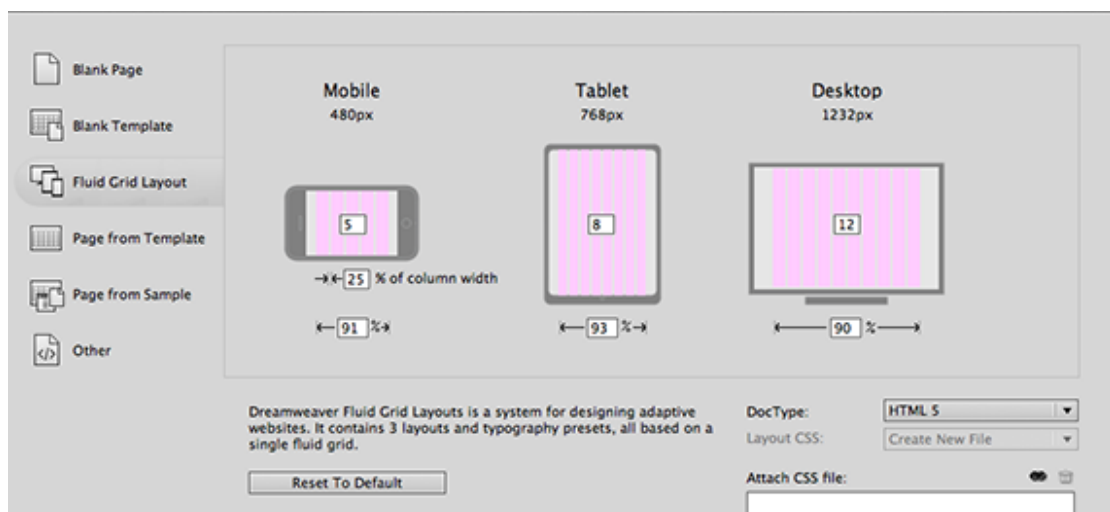 Blank Page
Blank Template
Fluid Grid Layout
Page from Template
Page from Sample
Other
Mobile
480px
Tablet
768px
Desktop
1232px
5
8
12
25 % of column width
91 %
93 %
90 %
Dreamweaver Fluid Grid Layouts is a system for designing adaptive
websites. It contains 3 layouts and typography presets, all based on a
single fluid grid.
Reset To Default
DocType: HTML 5
Layout CSS: Create New File
Attach CSS file: